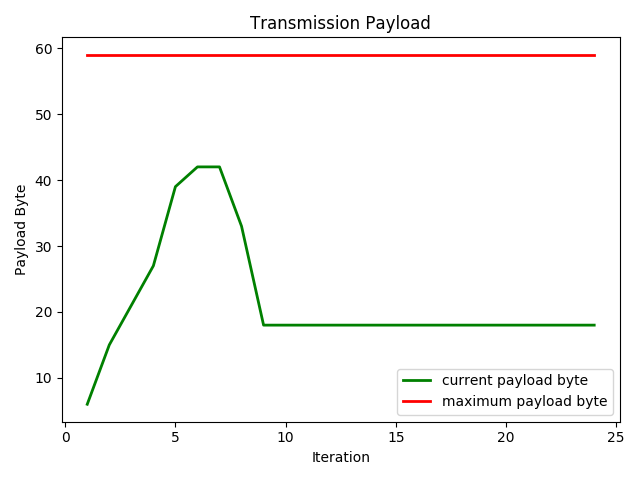 Transmission Payload
Payload Byte
60
50
40
30
20
10
0
5
10
15
20
25
Iteration
current payload byte
maximum payload byte